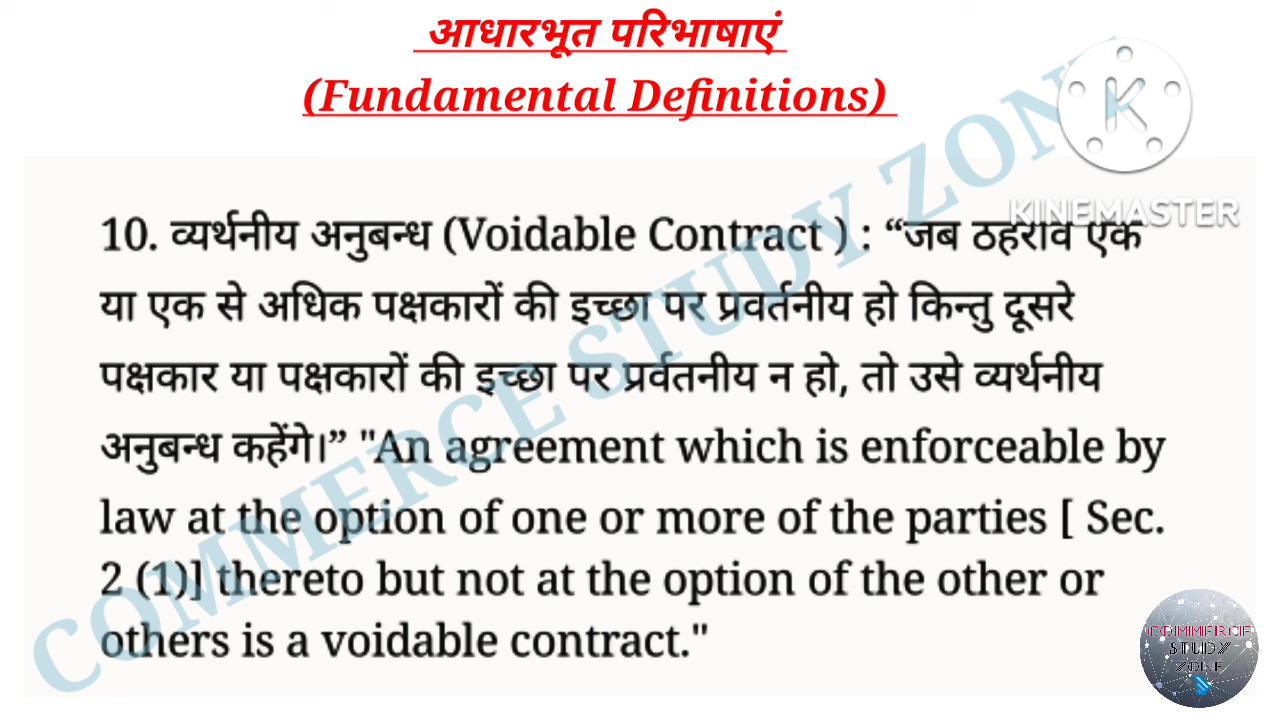 आधारभूत परिभाषाएं
(Fundamental Definitions)
K
KINEMASTER
10. व्यर्थनीय अनुबन्ध (Voidable Contract ) : “जब ठहराव एक
या एक से अधिक पक्षकारों की इच्छा पर प्रवर्तनीय हो किन्तु दूसरे
पक्षकार या पक्षकारों की इच्छा पर प्रर्वतनीय न हो, तो उसे व्यर्थनीय
अनुबन्ध कहेंगे।” "An agreement which is enforceable by
law at the option of one or more of the parties [ Sec.
2 (1)] thereto but not at the option of the other or
others is a voidable contract."
COMMERCE STUDY ZONE
COMMERCE
STUDY
ZONE